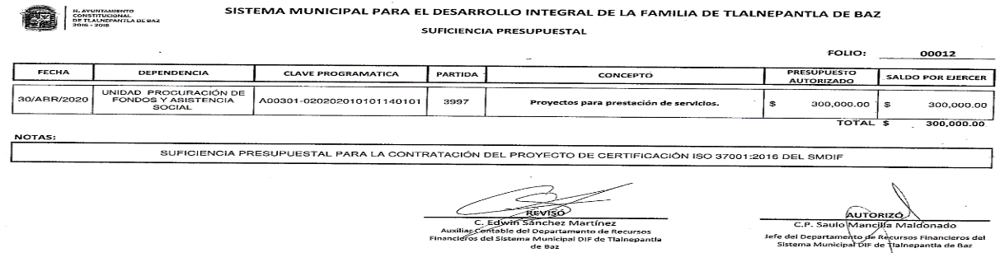 H. AYUNTAMIENTO
CONSTITUCIONAL
DE TLALNEPANTLA DE BAZ
2016 - 2018
SISTEMA MUNICIPAL PARA EL DESARROLLO INTEGRAL DE LA FAMILIA DE TLALNEPANTLA DE BAZ
SUFICIENCIA PRESUPUESTAL
FOLIO: 00012
FECHA DEPENDENCIA CLAVE PROGRAMATICA PARTIDA CONCEPTO PRESUPUESTO AUTORIZADO SALDO POR EJERCER
30/ABR/2020 UNIDAD PROCURACIÓN DE FONDOS Y ASISTENCIA SOCIAL A00301-020202010101140101 3997 Proyectos para prestación de servicios. $ 300,000.00 $ 300,000.00
TOTAL $ 300,000.00
NOTAS:
SUFICIENCIA PRESUPUESTAL PARA LA CONTRATACIÓN DEL PROYECTO DE CERTIFICACIÓN ISO 37001:2016 DEL SMDIF
REVISÓ
C. Edwin Sánchez Martínez
Auxiliar Contable del Departamento de Recursos
Financieros del Sistema Municipal DIF de Tlalnepantla
de Baz
AUTORIZÓ
C.P. Saulo Mancilla Maldonado
Jefe del Departamento de Recursos Financieros del
Sistema Municipal DIF de Tlalnepantla de Baz